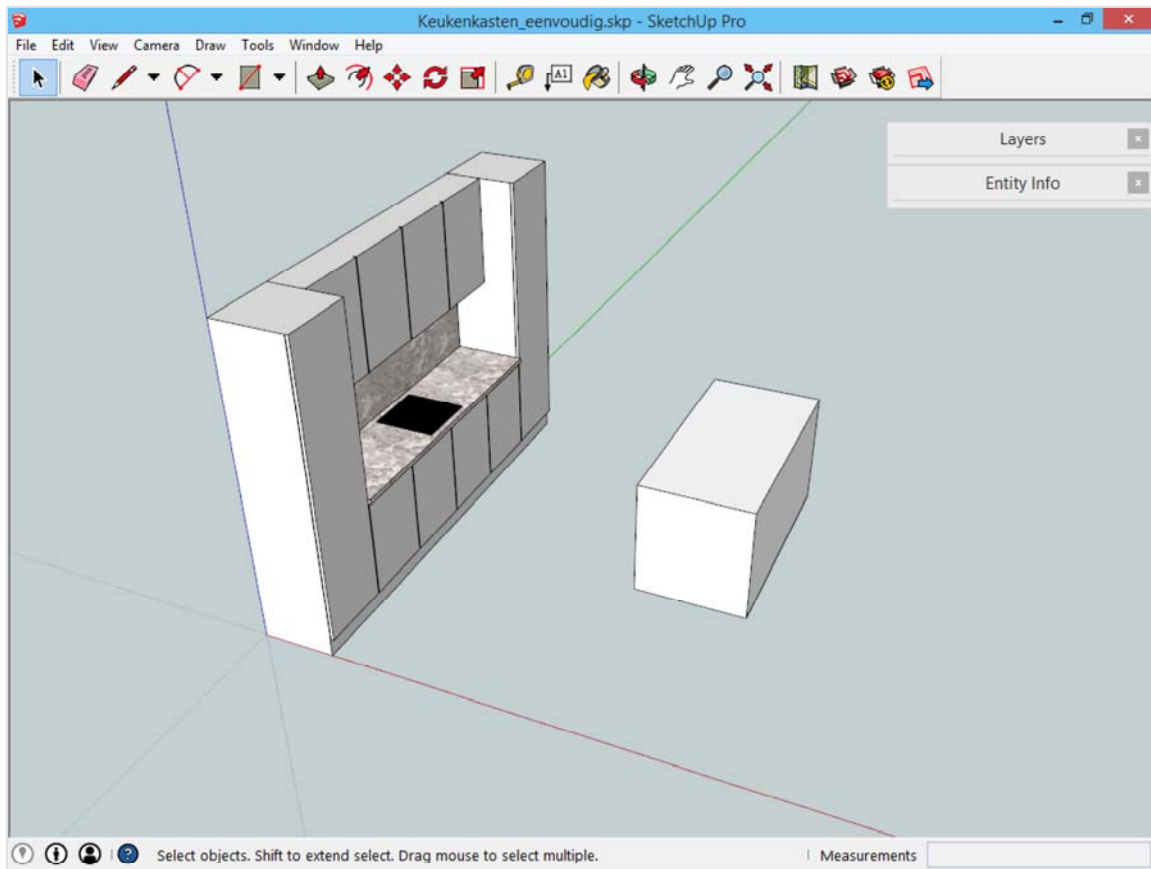 Keukenkasten_eenvoudig.skp - SketchUp Pro
File Edit View Camera Draw Tools Window Help
A1
Layers
Entity Info
Select objects. Shift to extend select. Drag mouse to select multiple.
Measurements